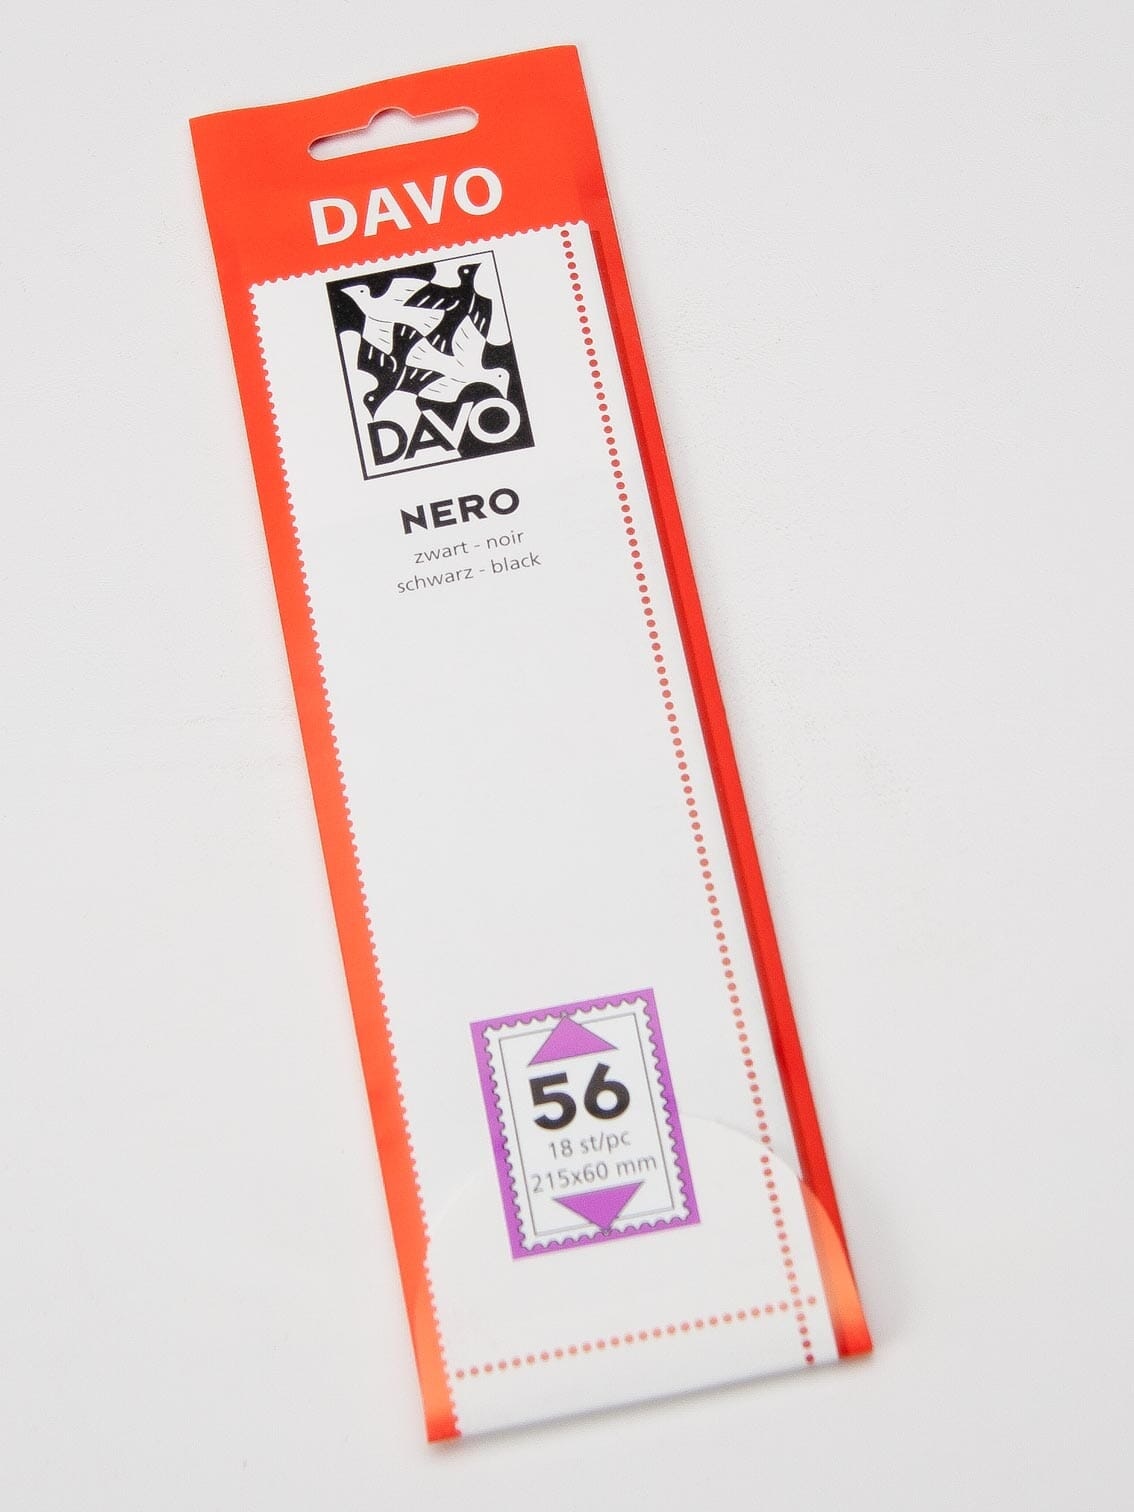 DAVO
DAVO
NERO
zwart - noir
schwarz - black
56
18 st/pc
215x60 mm